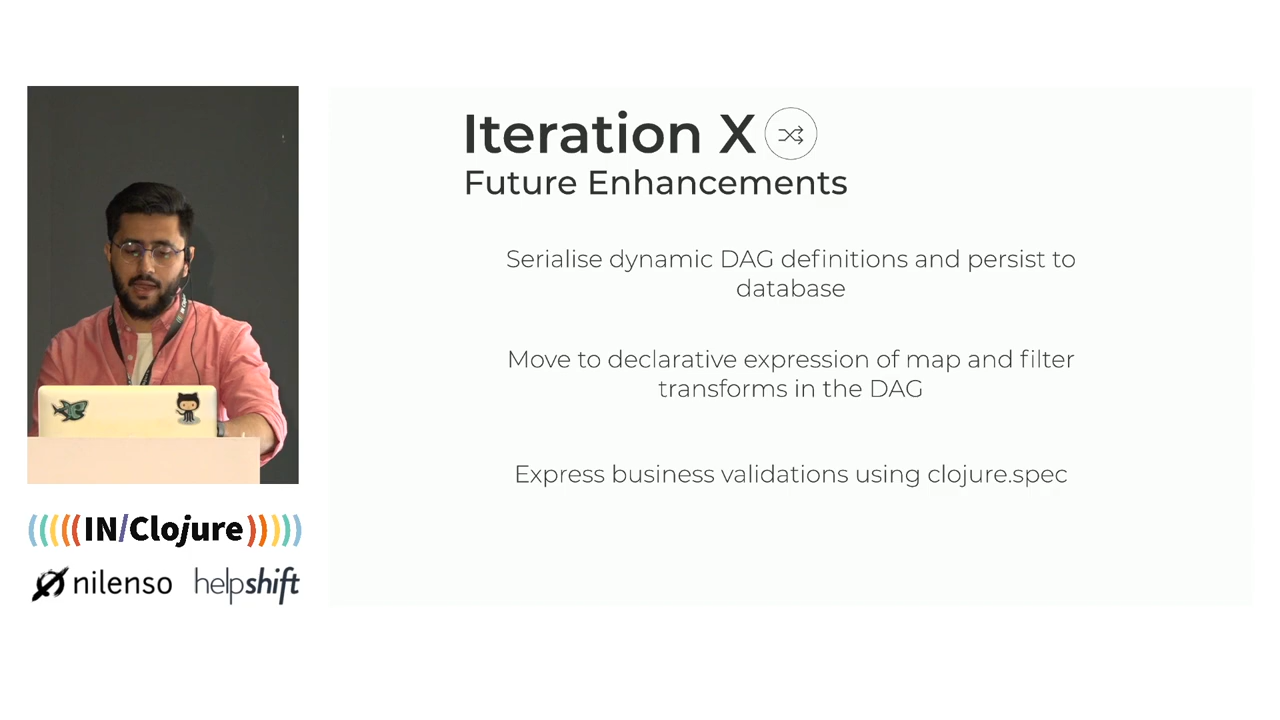 Iteration X
Future Enhancements
Serialise dynamic DAG definitions and persist to
database
Move to declarative expression of map and filter
transforms in the DAG
Express business validations using clojure.spec
(((((IN/Clojure)))))
nilenso
helpshift